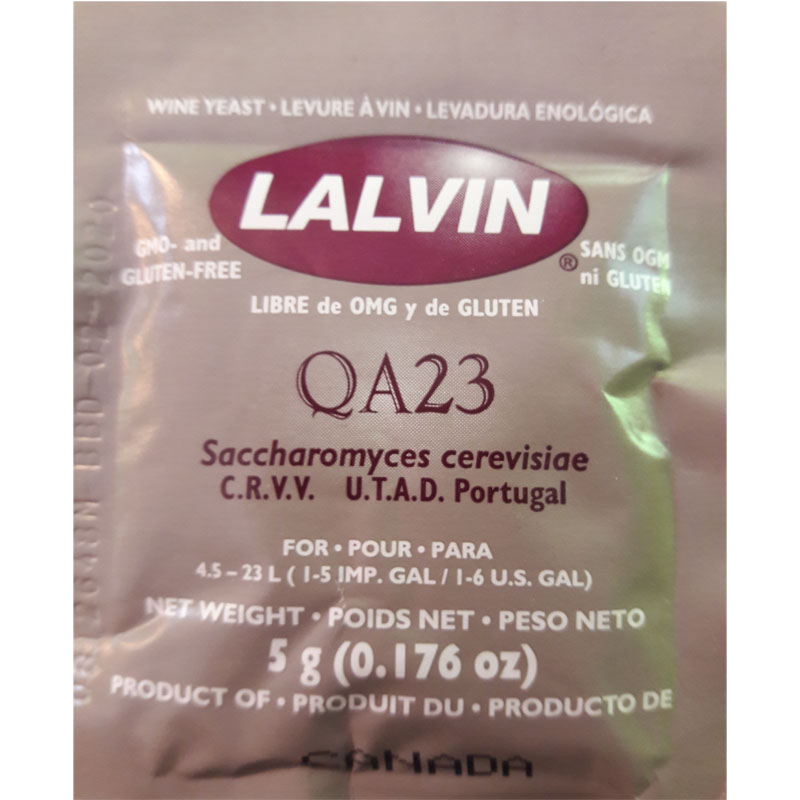 WINE YEAST • LEVURE À VIN • LEVADURA ENOLÓGICA
LALVIN
®
GMO- and
GLUTEN-FREE
SANS OGM
ni GLUTEN
LIBRE de OMG y de GLUTEN
QA23
Saccharomyces cerevisiae
C.R.V.V. U.T.A.D. Portugal
FOR • POUR • PARA
4.5 – 23 L ( 1-5 IMP. GAL / 1-6 U.S. GAL)
NET WEIGHT • POIDS NET • PESO NETO
5 g (0.176 oz)
PRODUCT OF • PRODUIT DU • PRODUCTO DE
CANADA